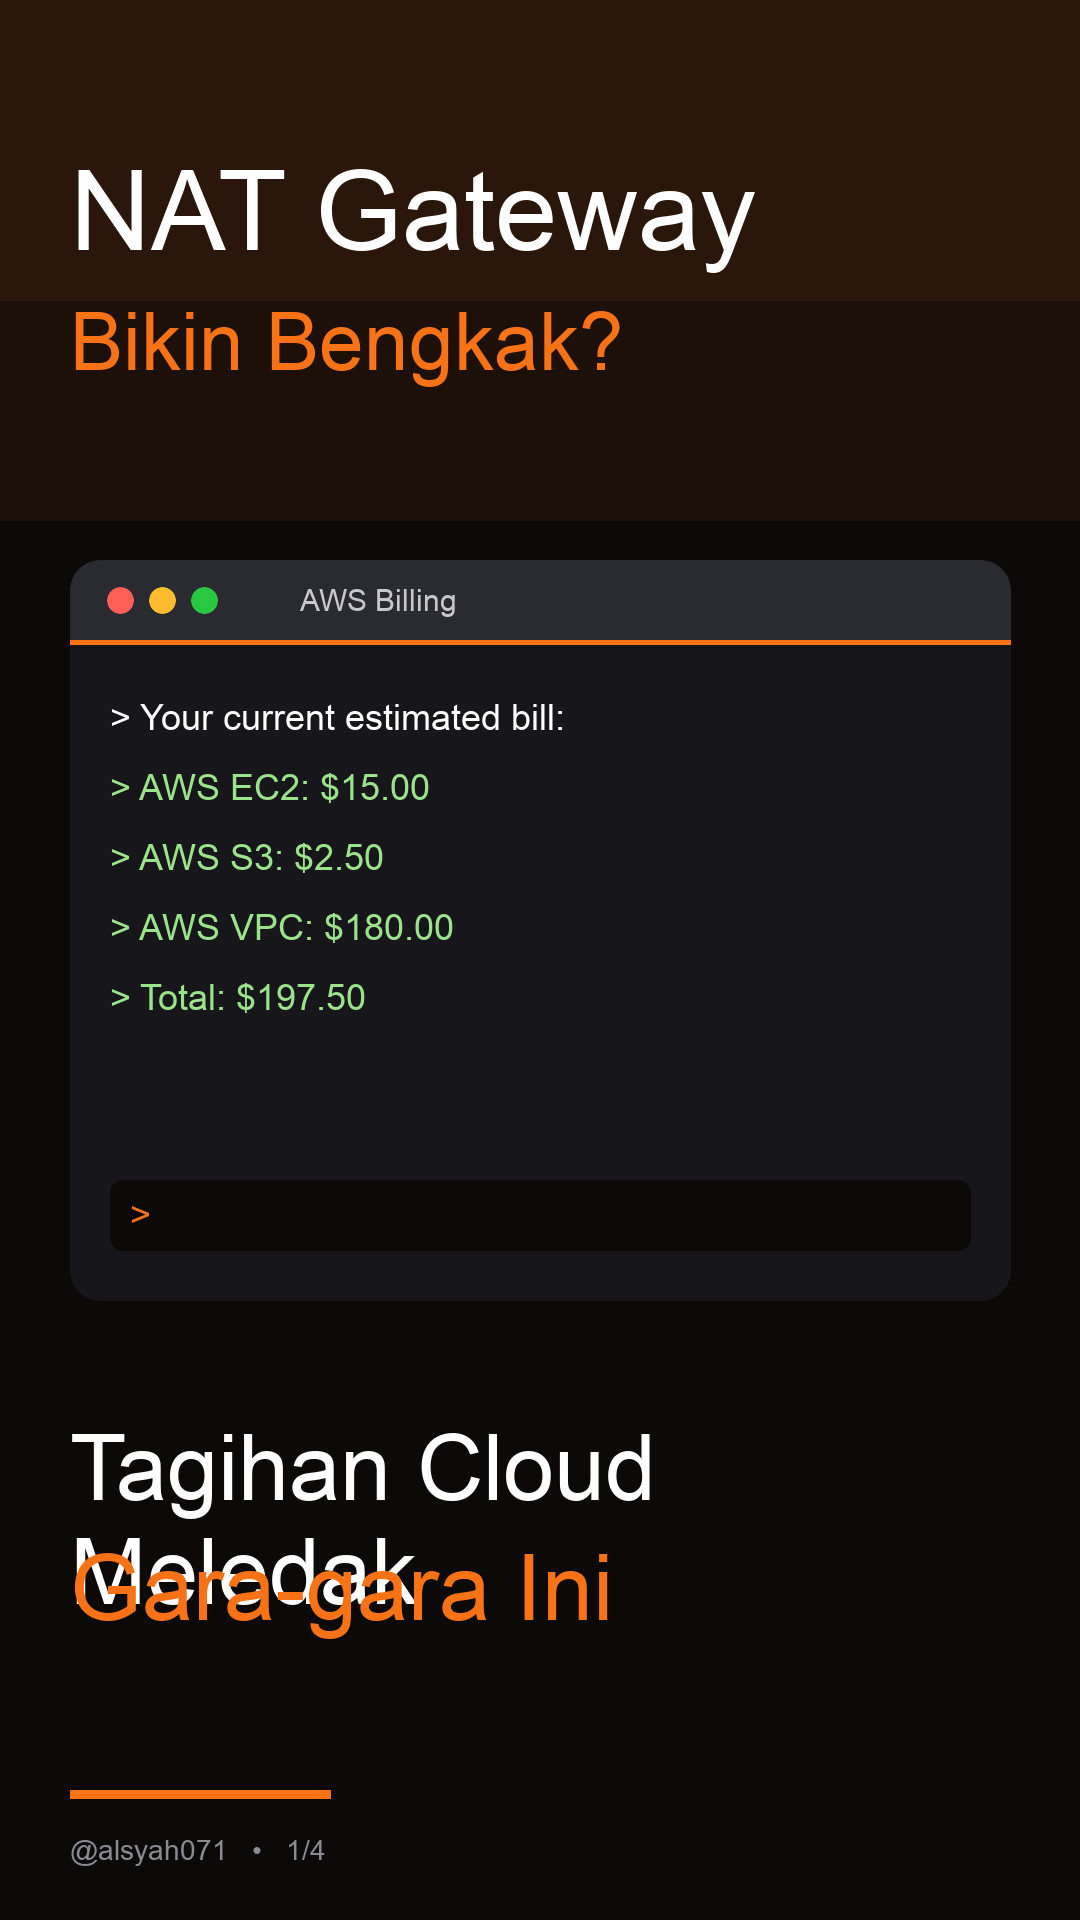 NAT Gateway
Bikin Bengkak?
AWS Billing
> Your current estimated bill:
> AWS EC2: $15.00
> AWS S3: $2.50
> AWS VPC: $180.00
> Total: $197.50
>
Tagihan Cloud
Meledak
Gara-gara Ini
@alsyah071 • 1/4